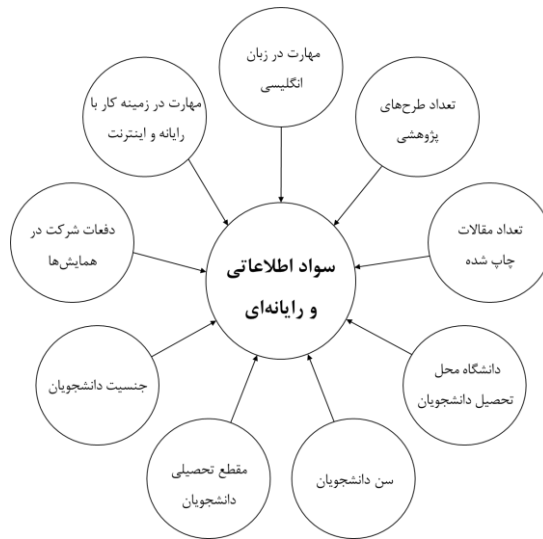 مهارت در زبان
انگلیسی
تعداد طرح‌های
پژوهشی
تعداد مقالات
چاپ شده
دانشگاه محل
تحصیل دانشجویان
سن دانشجویان
مقطع تحصیلی
دانشجویان
جنسیت دانشجویان
دفعات شرکت در
همایش‌ها
مهارت در زمینه کار با
رایانه و اینترنت
سواد اطلاعاتی
و رایانه‌ای